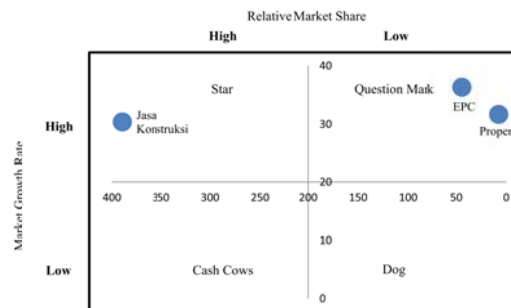 Relative Market Share
High Low
40
Star Question Mark
EPC
Jasa
Konstruksi
High 30
Proper
Market Growth Rate
20
400 350 300 250 200 150 100 50 0
10
Low Cash Cows Dog
0